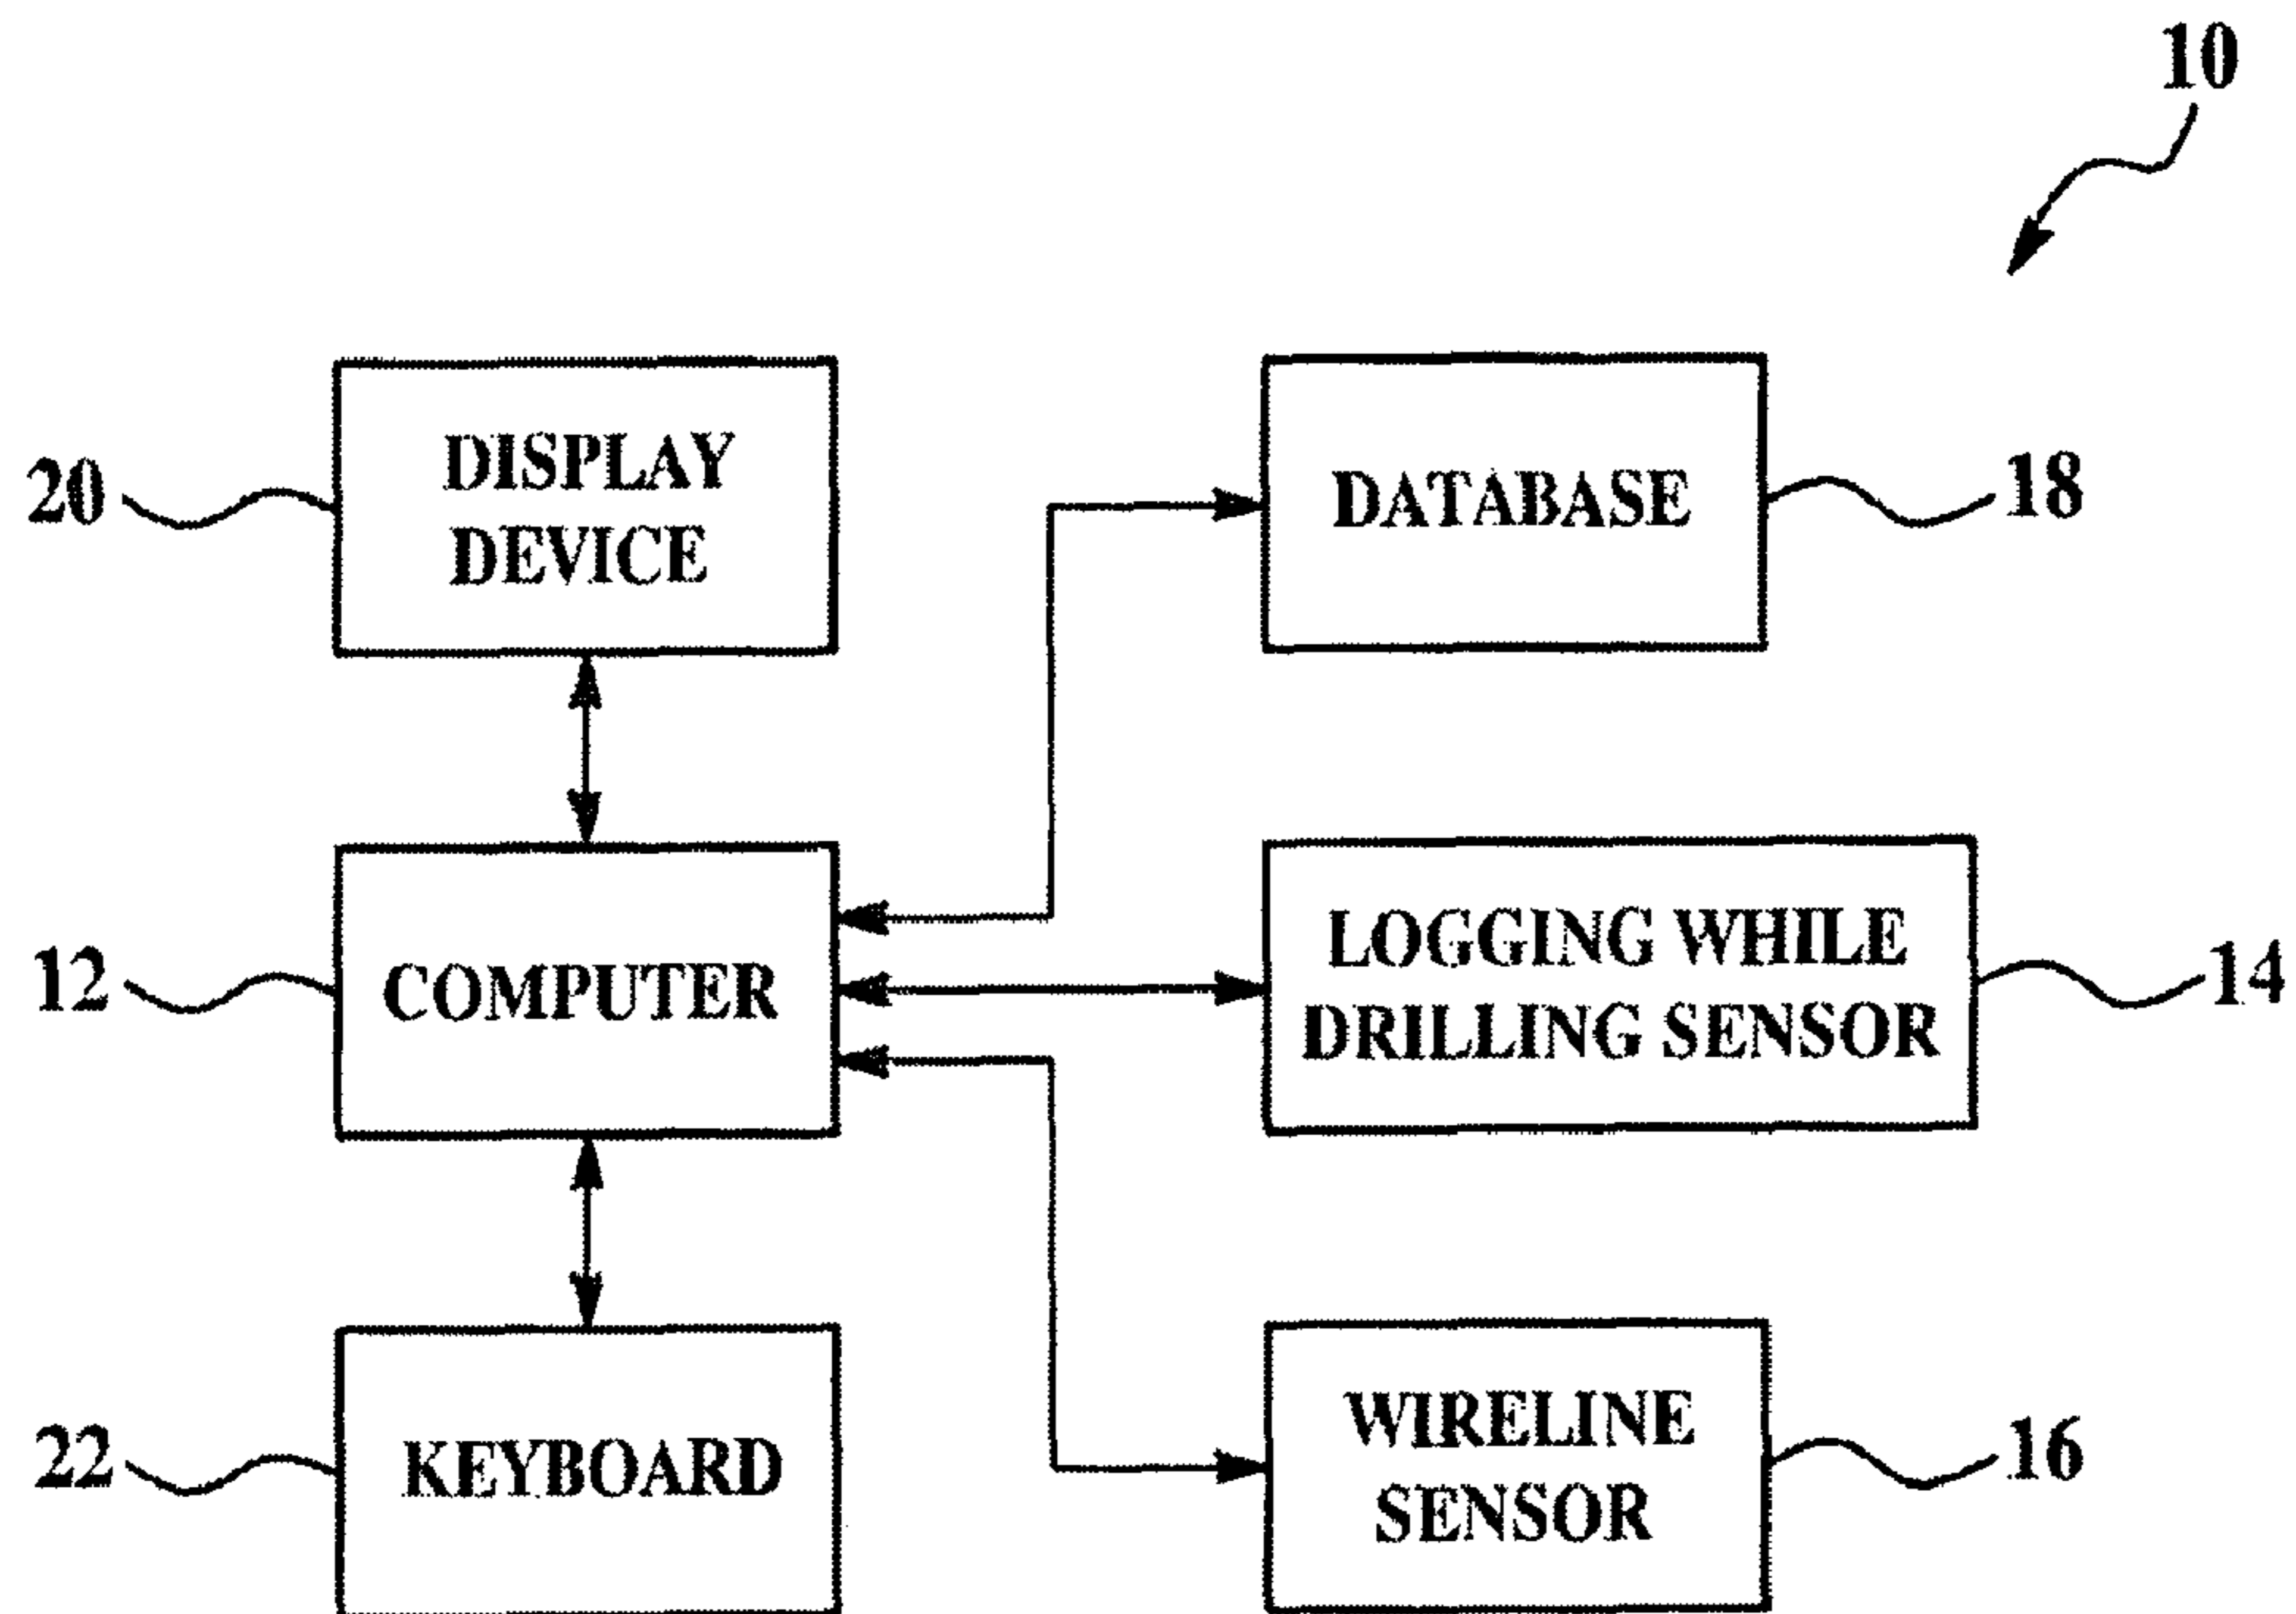 10
20
DISPLAY
DEVICE
DATABASE
18
12
COMPUTER
LOGGING WHILE
DRILLING SENSOR
14
22
KEYBOARD
WIRELINE
SENSOR
16